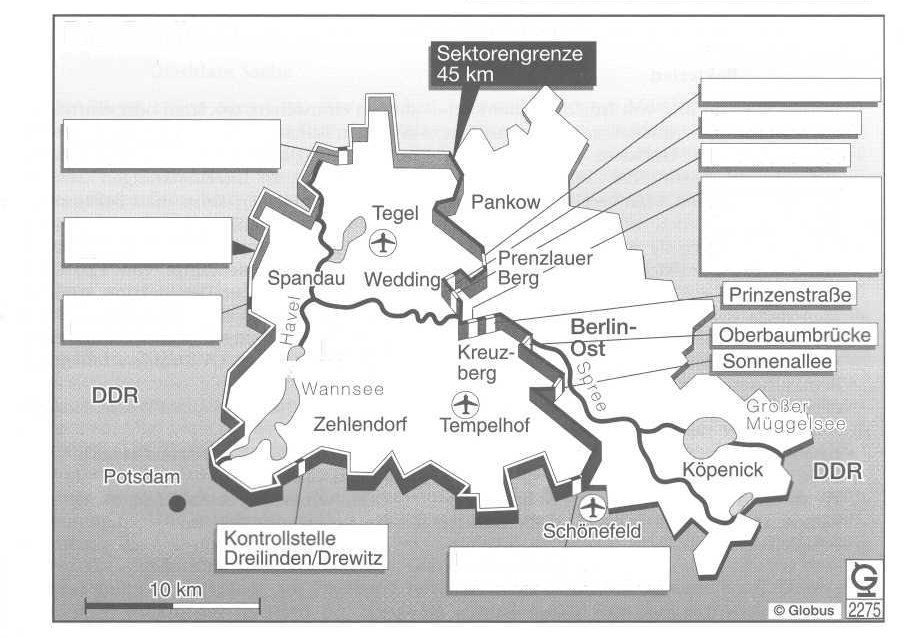 Sektorengrenze
45 km
Pankow
Tegel
Prenzlauer
Berg
Spandau
Wedding
Prinzenstraße
Havel
Berlin-
Ost
Oberbaumbrücke
Kreuz-
berg
Sonnenallee
Spree
DDR
Wannsee
Großer
Müggelsee
Zehlendorf
Tempelhof
Köpenick
DDR
Potsdam
Kontrollstelle
Dreilinden/Drewitz
Schönefeld
10 km
© Globus
2275